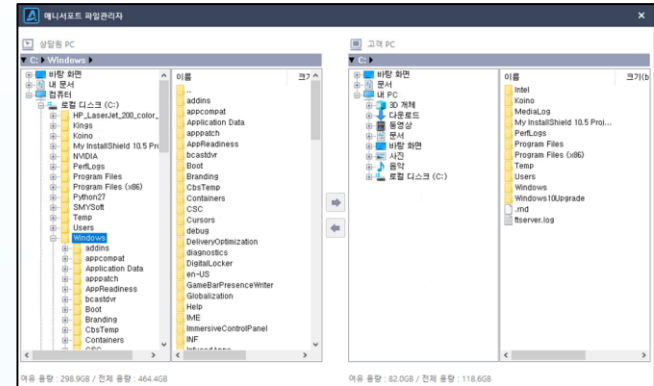 애니서포트 파일관리자
상담원 PC
C: Windows
바탕 화면
내 문서
컴퓨터
로컬 디스크 (C:)
HP_LaserJet_200_color_
Kings
Koino
My InstallShield 10.5 Pro
NVIDIA
PerfLogs
Program Files
Program Files (x86)
Python27
SMYSoft
Temp
Users
Windows
addins
appcompat
Application Data
apppatch
AppReadiness
bcastdvr
Boot
Branding
CbsTemp
Containers
CSC
이름
크기
..
addins
appcompat
Application Data
apppatch
AppReadiness
bcastdvr
Boot
Branding
CbsTemp
Containers
CSC
Cursors
debug
DeliveryOptimization
diagnostics
DigitalLocker
en-US
GameBarPresenceWriter
Globalization
Help
IME
ImmersiveControlPanel
INF
InfusedApps
여유 용량 : 298.9GB / 전체 용량 : 464.4GB
고객 PC
C:
바탕 화면
내 문서
내 PC
3D 개체
다운로드
동영상
문서
바탕 화면
사진
음악
로컬 디스크 (C:)
이름
크기(b
Intel
Koino
MediaLog
My InstallShield 10.5 Proj...
PerfLogs
Program Files
Program Files (x86)
Temp
Users
Windows
Windows10Upgrade
.rnd
ttserver.log
여유 용량 : 82.0GB / 전체 용량 : 118.6GB